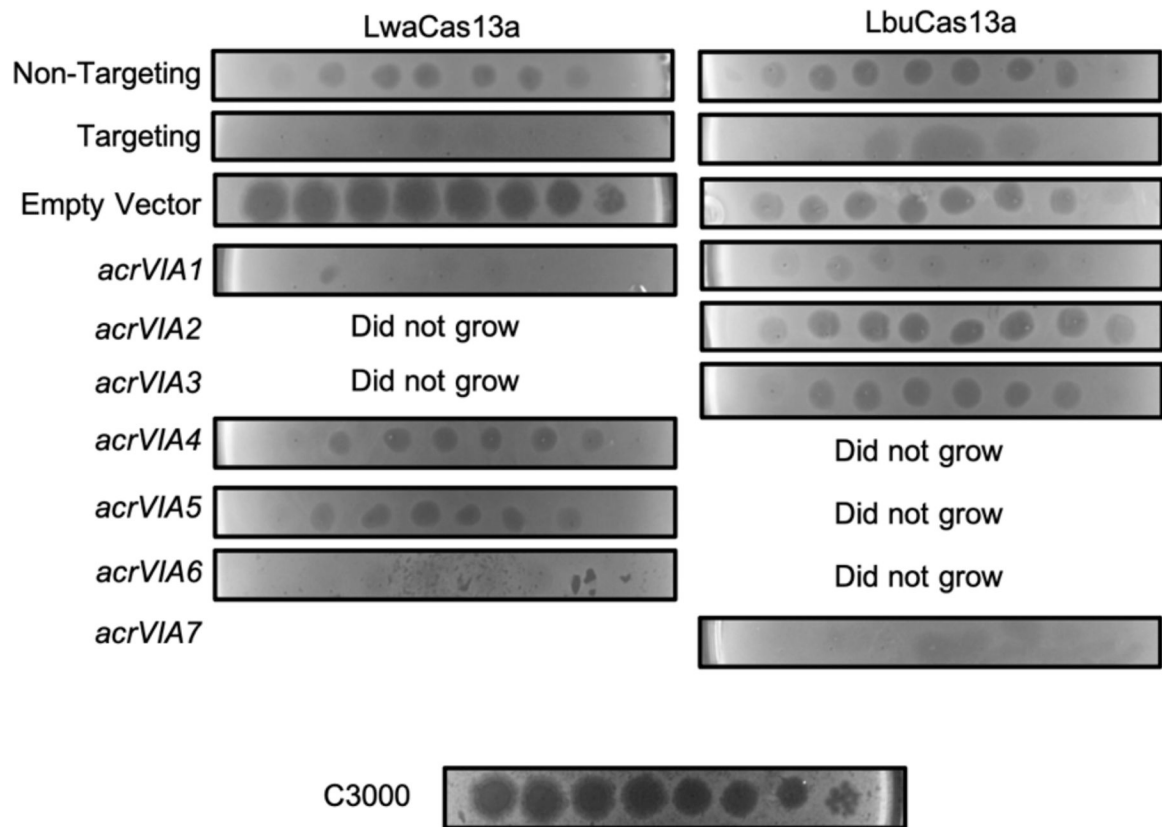 LwaCas13a LbuCas13a
Non-Targeting
Targeting
Empty Vector
acrVIA1
acrVIA2 Did not grow
acrVIA3 Did not grow
acrVIA4 Did not grow
acrVIA5 Did not grow
acrVIA6 Did not grow
acrVIA7
C3000